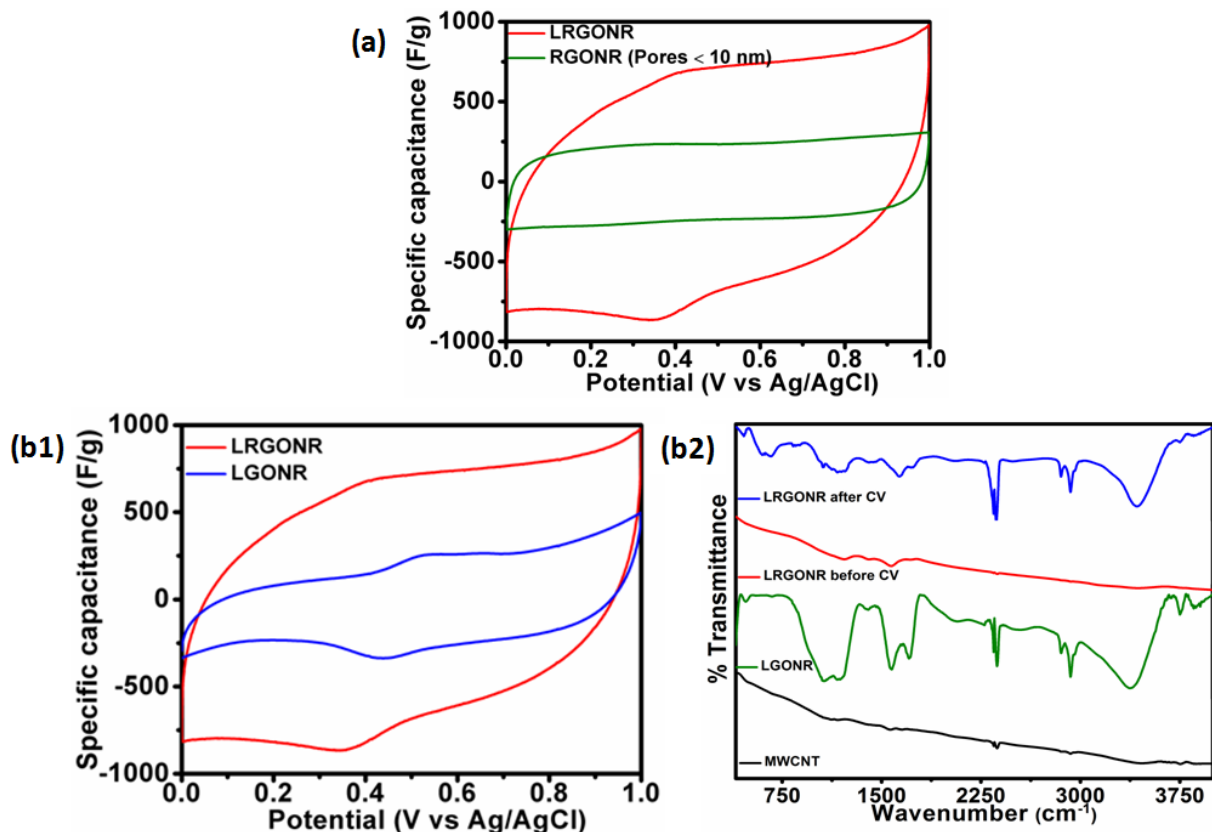 (a)
Specific capacitance (F/g)
1000
500
0
-500
-1000
LRGONR
RGONR (Pores < 10 nm)
0.0 0.2 0.4 0.6 0.8 1.0
Potential (V vs Ag/AgCl)
(b1)
Specific capacitance (F/g)
1000
500
0
-500
-1000
LRGONR
LGONR
0.0 0.2 0.4 0.6 0.8 1.0
Potential (V vs Ag/AgCl)
(b2)
% Transmittance
LRGONR after CV
LRGONR before CV
LGONR
MWCNT
750 1500 2250 3000 3750
Wavenumber (cm⁻¹)